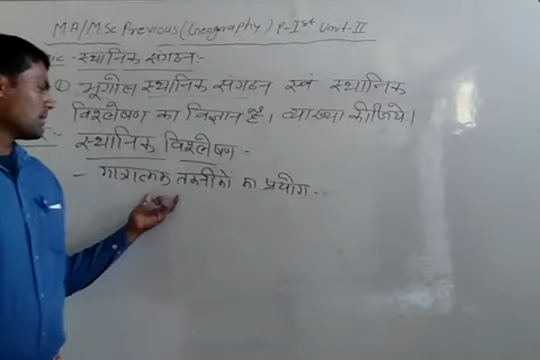 MA/MSc Previous (Geography) P-Ist Unit-II
स्थानिक संगठन:-
① भूगोल स्थानिक संगठन एवं स्थानिक
विश्लेषण का विज्ञान है। व्याख्या कीजिये।
स्थानिक विश्लेषण -
- मात्रात्मक तकनीकों का प्रयोग